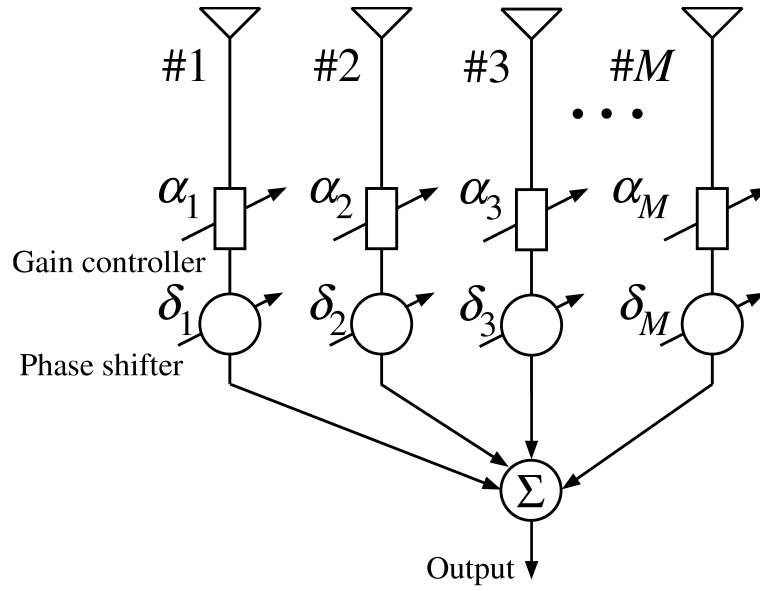 #1 #2 #3 #M
• • •
α1 α2 α3 αM
Gain controller
δ1 δ2 δ3 δM
Phase shifter
Σ
Output